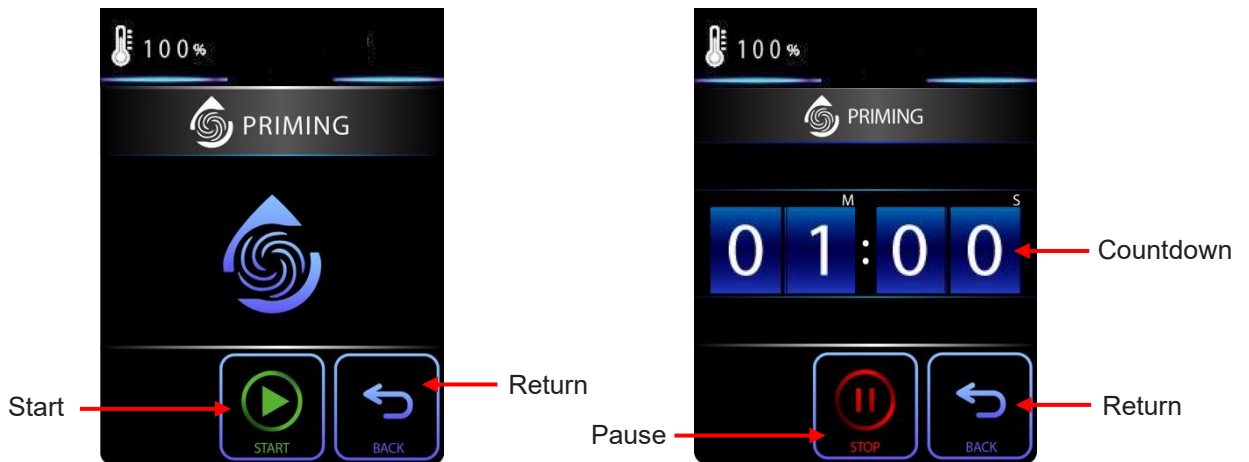 100%
PRIMING
START
BACK
Start
Return
100%
PRIMING
M S
01:00
STOP
BACK
Countdown
Pause
Return